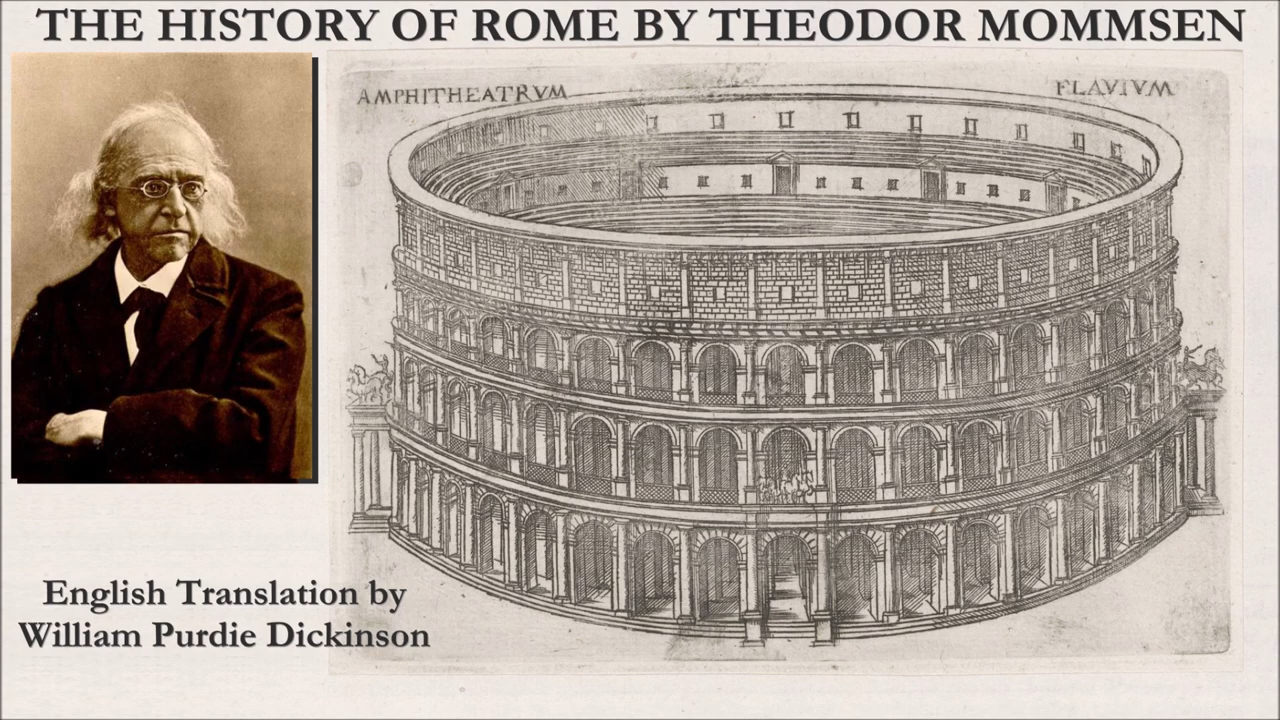 THE HISTORY OF ROME BY THEODOR MOMMSEN
AMPHITHEATRVM FLAVIVM
English Translation by
William Purdie Dickinson